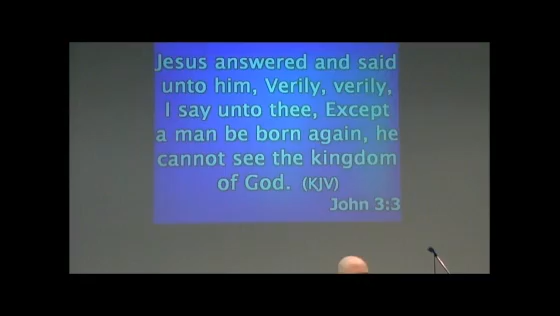 Jesus answered and said
unto him, Verily, verily,
I say unto thee, Except
a man be born again, he
cannot see the kingdom
of God. (KJV)
John 3:3